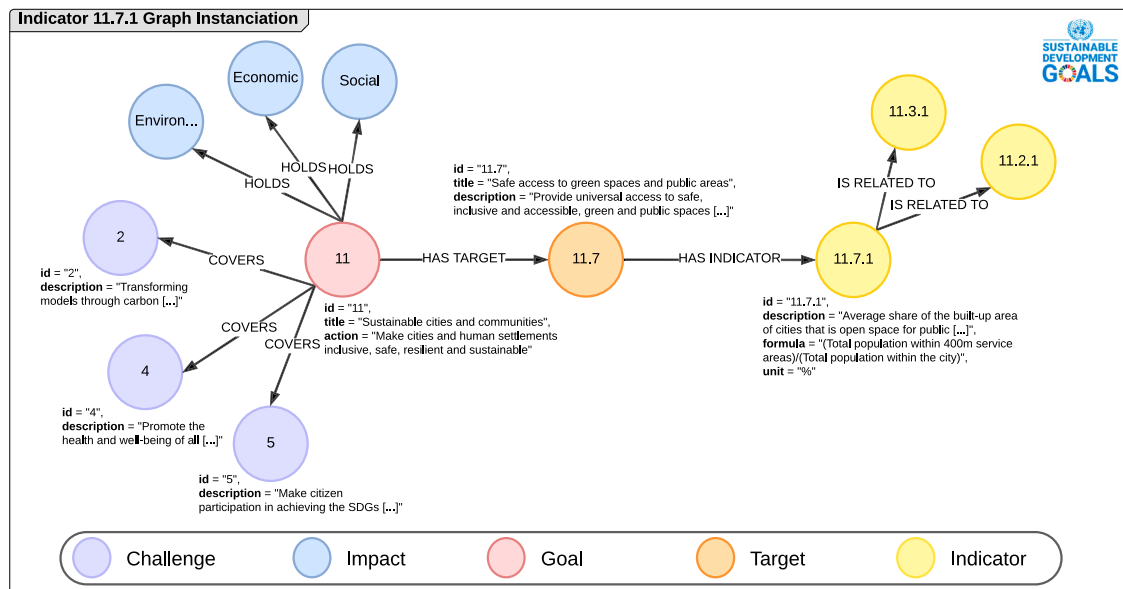 Indicator 11.7.1 Graph Instanciation
SUSTAINABLE
DEVELOPMENT
GOALS
Environ...
Economic
Social
HOLDS
HOLDS
HOLDS
2
COVERS
id = "2",
description = "Transforming
models through carbon [...]"
4
COVERS
id = "4",
description = "Promote the
health and well-being of all [...]"
5
COVERS
id = "5",
description = "Make citizen
participation in achieving the SDGs [...]"
11
id = "11",
title = "Sustainable cities and communities",
action = "Make cities and human settlements
inclusive, safe, resilient and sustainable"
HAS TARGET
id = "11.7",
title = "Safe access to green spaces and public areas",
description = "Provide universal access to safe,
inclusive and accessible, green and public spaces [...]"
11.7
HAS INDICATOR
11.7.1
id = "11.7.1",
description = "Average share of the built-up area
of cities that is open space for public [...]",
formula = "(Total population within 400m service
areas)/(Total population within the city)",
unit = "%"
IS RELATED TO
IS RELATED TO
11.3.1
11.2.1
Challenge
Impact
Goal
Target
Indicator